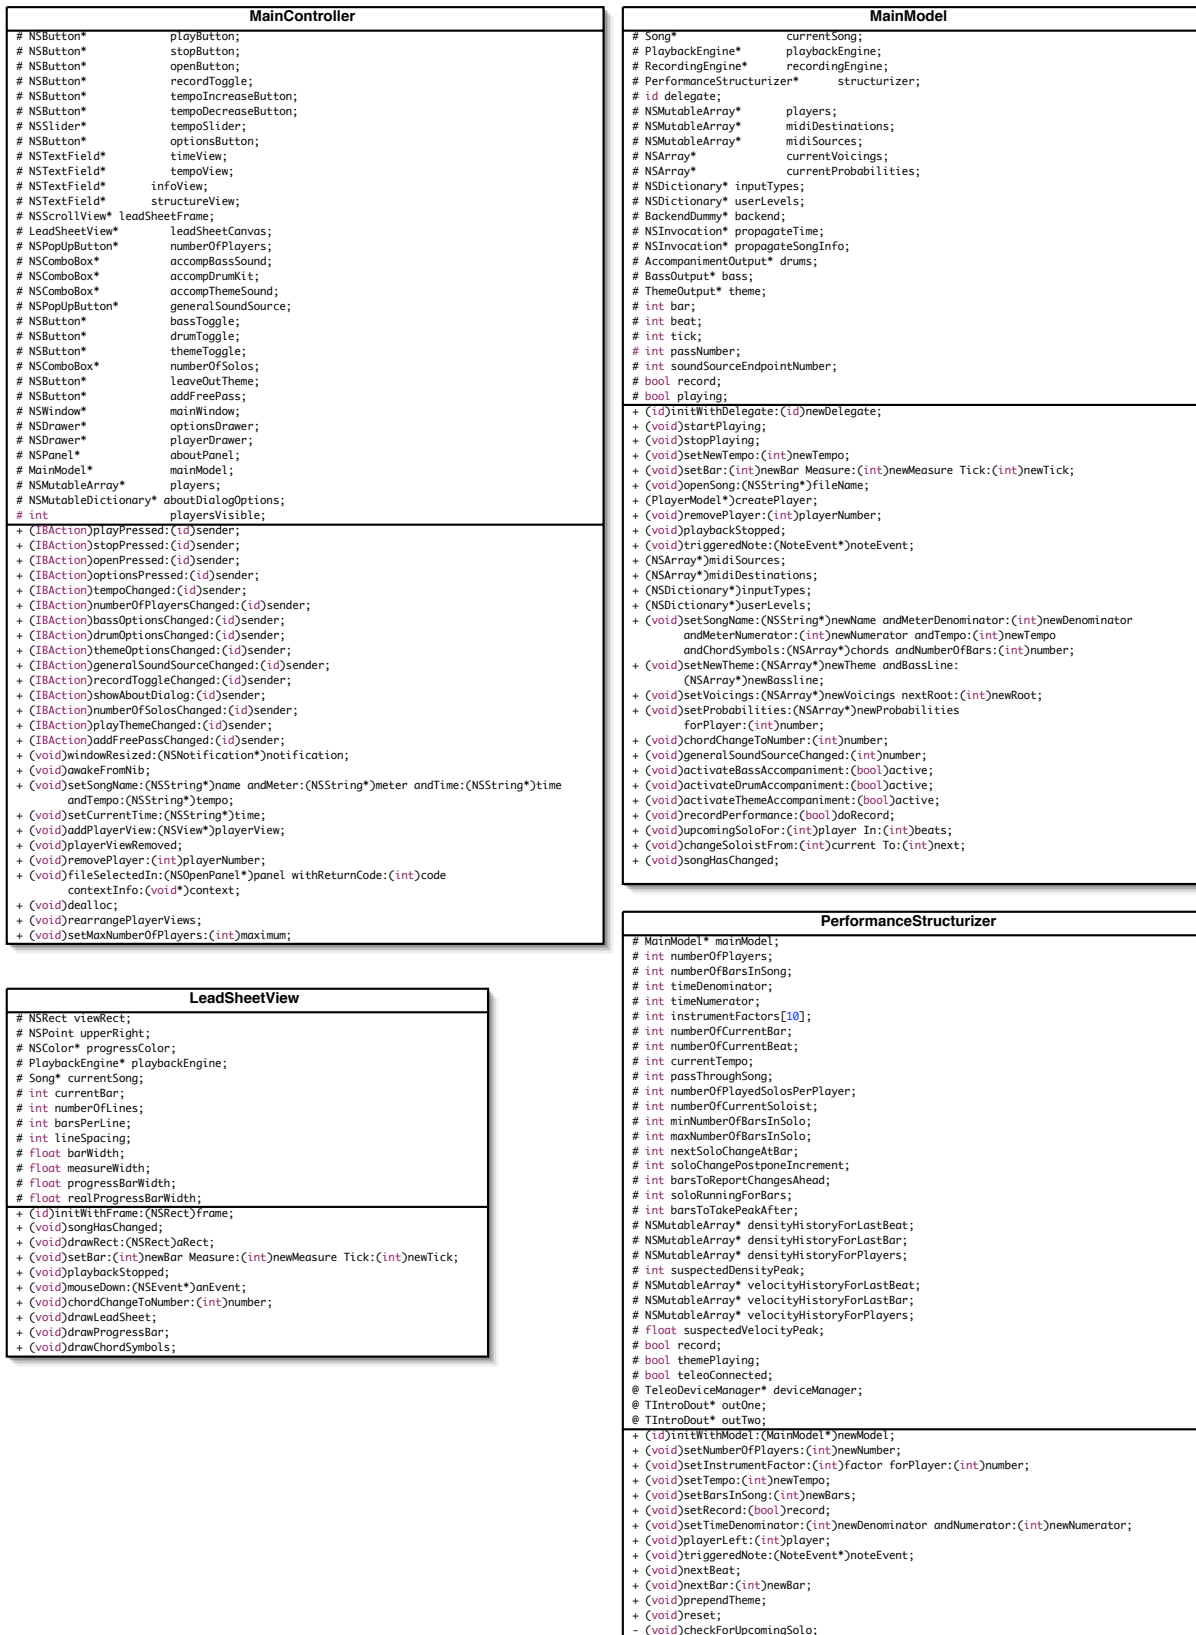 MainController
# NSButton* playButton;
# NSButton* stopButton;
# NSButton* openButton;
# NSButton* recordToggle;
# NSButton* tempoIncreaseButton;
# NSButton* tempoDecreaseButton;
# NSSlider* tempoSlider;
# NSButton* optionsButton;
# NSTextField* timeView;
# NSTextField* tempoView;
# NSTextField* infoView;
# NSTextField* structureView;
# NSScrollView* leadSheetFrame;
# LeadSheetView* leadSheetCanvas;
# NSPopUpButton* numberOfPlayers;
# NSComboBox* accompBassSound;
# NSComboBox* accompDrumKit;
# NSComboBox* accompThemeSound;
# NSPopUpButton* generalSoundSource;
# NSButton* bassToggle;
# NSButton* drumToggle;
# NSButton* themeToggle;
# NSComboBox* numberOfSolos;
# NSButton* leaveOutTheme;
# NSButton* addFreePass;
# NSWindow* mainWindow;
# NSDrawer* optionsDrawer;
# NSDrawer* playerDrawer;
# NSPanel* aboutPanel;
# MainModel* mainModel;
# NSMutableArray* players;
# NSMutableDictionary* aboutDialogOptions;
# int playersVisible;
+ (IBAction)playPressed:(id)sender;
+ (IBAction)stopPressed:(id)sender;
+ (IBAction)openPressed:(id)sender;
+ (IBAction)optionsPressed:(id)sender;
+ (IBAction)tempoChanged:(id)sender;
+ (IBAction)numberOfPlayersChanged:(id)sender;
+ (IBAction)bassOptionsChanged:(id)sender;
+ (IBAction)drumOptionsChanged:(id)sender;
+ (IBAction)themeOptionsChanged:(id)sender;
+ (IBAction)generalSoundSourceChanged:(id)sender;
+ (IBAction)recordToggleChanged:(id)sender;
+ (IBAction)showAboutDialog:(id)sender;
+ (IBAction)numberOfSolosChanged:(id)sender;
+ (IBAction)playThemeChanged:(id)sender;
+ (IBAction)addFreePassChanged:(id)sender;
+ (void)windowResized:(NSNotification*)notification;
+ (void)awakeFromNib;
+ (void)setSongName:(NSString*)name andMeter:(NSString*)meter andTime:(NSString*)time
andTempo:(NSString*)tempo;
+ (void)setCurrentTime:(NSString*)time;
+ (void)addPlayerView:(NSView*)playerView;
+ (void)playerViewRemoved;
+ (void)removePlayer:(int)playerNumber;
+ (void)fileSelectedIn:(NSOpenPanel*)panel withReturnCode:(int)code
contextInfo:(void*)context;
+ (void)dealloc;
+ (void)rearrangePlayerViews;
+ (void)setMaxNumberOfPlayers:(int)maximum;
LeadSheetView
# NSRect viewRect;
# NSPoint upperRight;
# NSColor* progressColor;
# PlaybackEngine* playbackEngine;
# Song* currentSong;
# int currentBar;
# int numberOfLines;
# int barsPerLine;
# int lineSpacing;
# float barWidth;
# float measureWidth;
# float progressBarWidth;
# float realProgressBarWidth;
+ (id)initWithFrame:(NSRect)frame;
+ (void)songHasChanged;
+ (void)drawRect:(NSRect)aRect;
+ (void)setBar:(int)newBar Measure:(int)newMeasure Tick:(int)newTick;
+ (void)playbackStopped;
+ (void)mouseDown:(NSEvent*)anEvent;
+ (void)chordChangeToNumber:(int)number;
+ (void)drawLeadSheet;
+ (void)drawProgressBar;
+ (void)drawChordSymbols;
MainModel
# Song* currentSong;
# PlaybackEngine* playbackEngine;
# RecordingEngine* recordingEngine;
# PerformanceStructurizer* structurizer;
# id delegate;
# NSMutableArray* players;
# NSMutableArray* midiDestinations;
# NSMutableArray* midiSources;
# NSArray* currentVoicings;
# NSArray* currentProbabilities;
# NSDictionary* inputTypes;
# NSDictionary* userLevels;
# BackendDummy* backend;
# NSInvocation* propagateTime;
# NSInvocation* propagateSongInfo;
# AccompanimentOutput* drums;
# BassOutput* bass;
# ThemeOutput* theme;
# int bar;
# int beat;
# int tick;
# int passNumber;
# int soundSourceEndpointNumber;
# bool record;
# bool playing;
+ (id)initWithDelegate:(id)newDelegate;
+ (void)startPlaying;
+ (void)stopPlaying;
+ (void)setNewTempo:(int)newTempo;
+ (void)setBar:(int)newBar Measure:(int)newMeasure Tick:(int)newTick;
+ (void)openSong:(NSString*)fileName;
+ (PlayerModel*)createPlayer;
+ (void)removePlayer:(int)playerNumber;
+ (void)playbackStopped;
+ (void)triggeredNote:(NoteEvent*)noteEvent;
+ (NSArray*)midiSources;
+ (NSArray*)midiDestinations;
+ (NSDictionary*)inputTypes;
+ (NSDictionary*)userLevels;
+ (void)setSongName:(NSString*)newName andMeterDenominator:(int)newDenominator
andMeterNumerator:(int)newNumerator andTempo:(int)newTempo
andChordSymbols:(NSArray*)chords andNumberOfBars:(int)number;
+ (void)setNewTheme:(NSArray*)newTheme andBassLine:
(NSArray*)newBassline;
+ (void)setVoicings:(NSArray*)newVoicings nextRoot:(int)newRoot;
+ (void)setProbabilities:(NSArray*)newProbabilities
forPlayer:(int)number;
+ (void)chordChangeToNumber:(int)number;
+ (void)generalSoundSourceChanged:(int)number;
+ (void)activateBassAccompaniment:(bool)active;
+ (void)activateDrumAccompaniment:(bool)active;
+ (void)activateThemeAccompaniment:(bool)active;
+ (void)recordPerformance:(bool)doRecord;
+ (void)upcomingSoloFor:(int)player In:(int)beats;
+ (void)changeSoloistFrom:(int)current To:(int)next;
+ (void)songHasChanged;
PerformanceStructurizer
# MainModel* mainModel;
# int numberOfPlayers;
# int numberOfBarsInSong;
# int timeDenominator;
# int timeNumerator;
# int instrumentFactors[10];
# int numberOfCurrentBar;
# int numberOfCurrentBeat;
# int currentTempo;
# int passThroughSong;
# int numberOfPlayedSolosPerPlayer;
# int numberOfCurrentSoloist;
# int minNumberOfBarsInSolo;
# int maxNumberOfBarsInSolo;
# int nextSoloChangeAtBar;
# int soloChangePostponeIncrement;
# int barsToReportChangesAhead;
# int soloRunningForBars;
# int barsToTakePeakAfter;
# NSMutableArray* densityHistoryForLastBeat;
# NSMutableArray* densityHistoryForLastBar;
# NSMutableArray* densityHistoryForPlayers;
# int suspectedDensityPeak;
# NSMutableArray* velocityHistoryForLastBeat;
# NSMutableArray* velocityHistoryForLastBar;
# NSMutableArray* velocityHistoryForPlayers;
# float suspectedVelocityPeak;
# bool record;
# bool themePlaying;
# bool teleoConnected;
@ TeleoDeviceManager* deviceManager;
@ TIntroDout* outOne;
@ TIntroDout* outTwo;
+ (id)initWithModel:(MainModel*)newModel;
+ (void)setNumberOfPlayers:(int)newNumber;
+ (void)setInstrumentFactor:(int)factor forPlayer:(int)number;
+ (void)setTempo:(int)newTempo;
+ (void)setBarsInSong:(int)newBars;
+ (void)setRecord:(bool)record;
+ (void)setTimeDenominator:(int)newDenominator andNumerator:(int)newNumerator;
+ (void)playerLeft:(int)player;
+ (void)triggeredNote:(NoteEvent*)noteEvent;
+ (void)nextBeat;
+ (void)nextBar:(int)newBar;
+ (void)prependTheme;
+ (void)reset;
- (void)checkForUpcomingSolo;